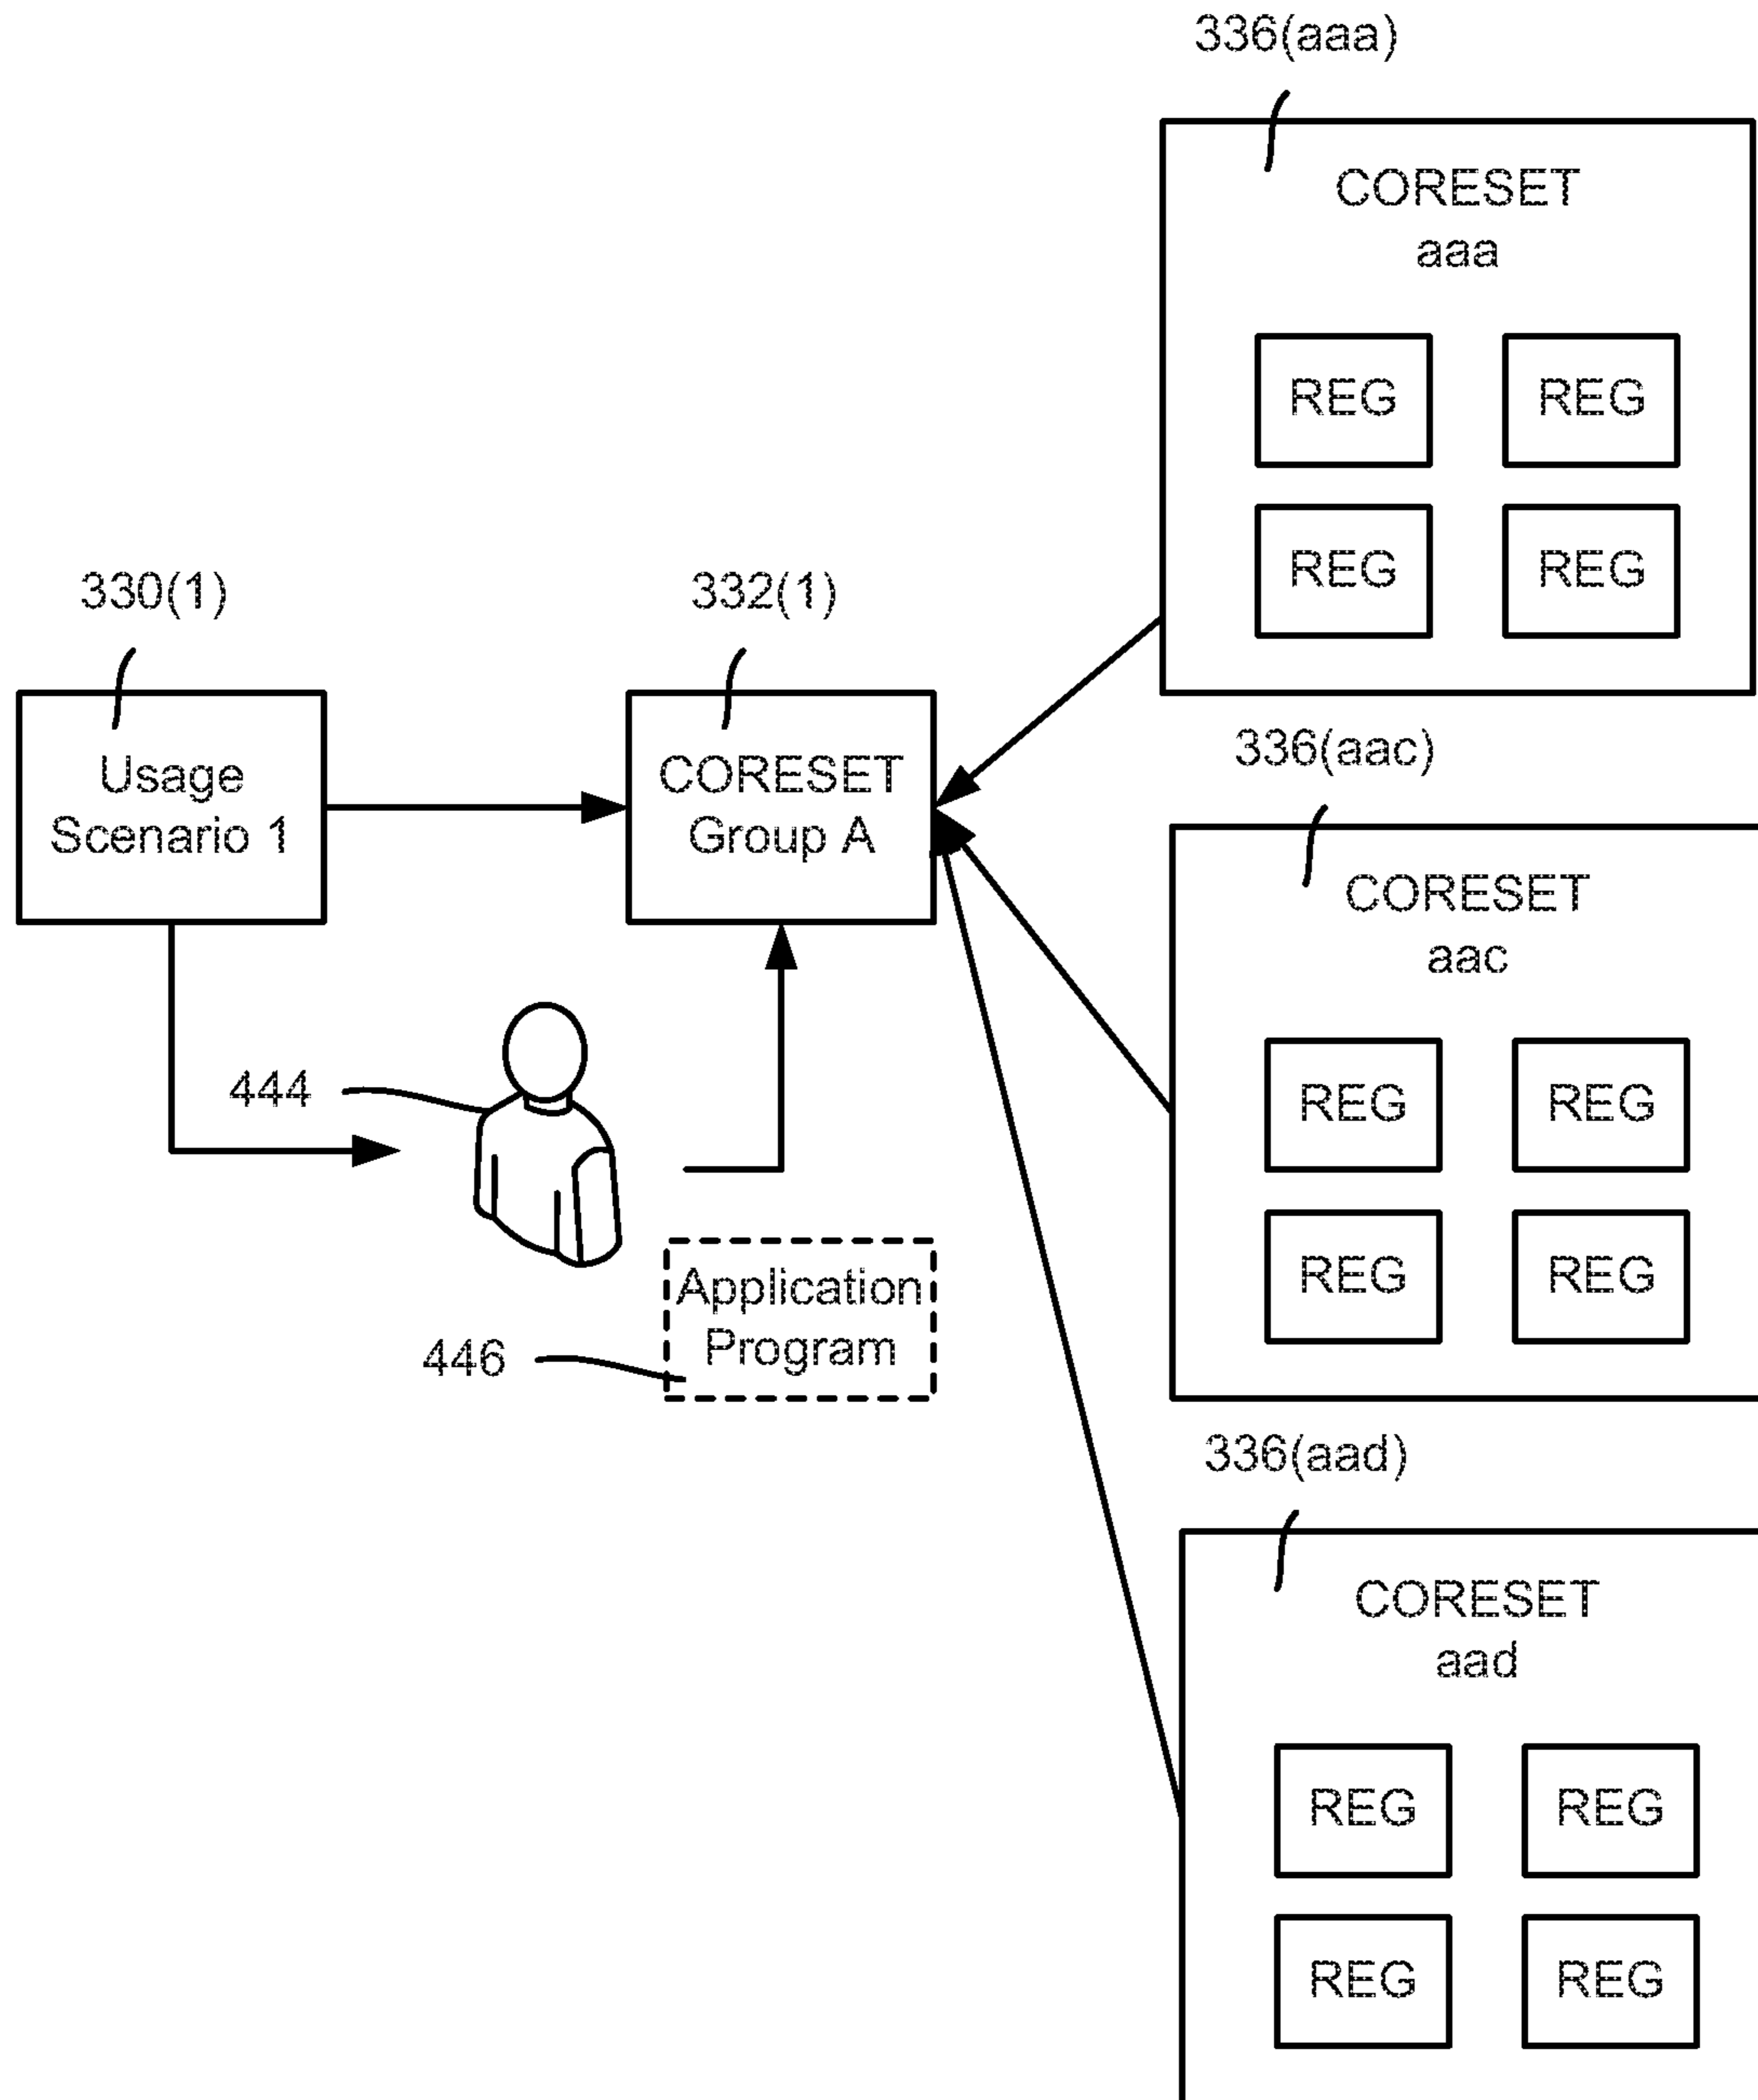 336(aaa)
CORESET
aaa
REG REG
REG REG
330(1)
332(1)
Usage
Scenario 1
CORESET
Group A
336(aac)
CORESET
aac
REG REG
REG REG
444
Application
Program
446
336(aad)
CORESET
aad
REG REG
REG REG